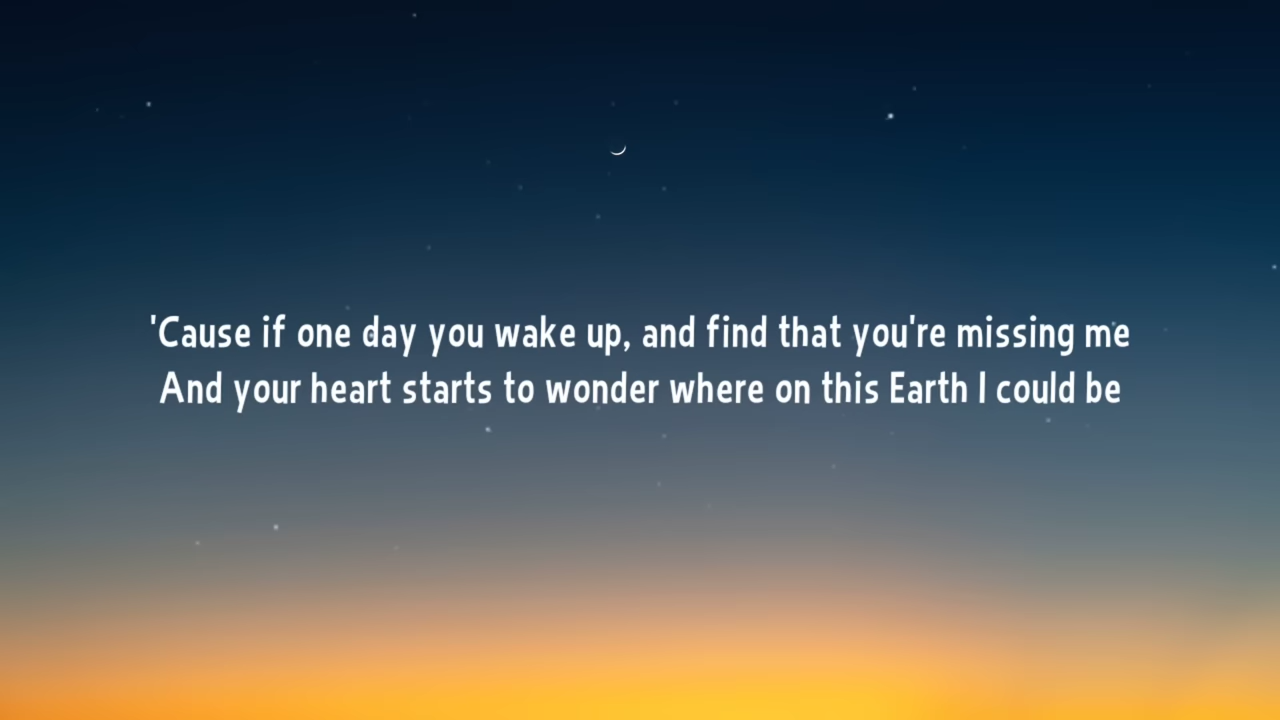 'Cause if one day you wake up, and find that you're missing me
And your heart starts to wonder where on this Earth I could be